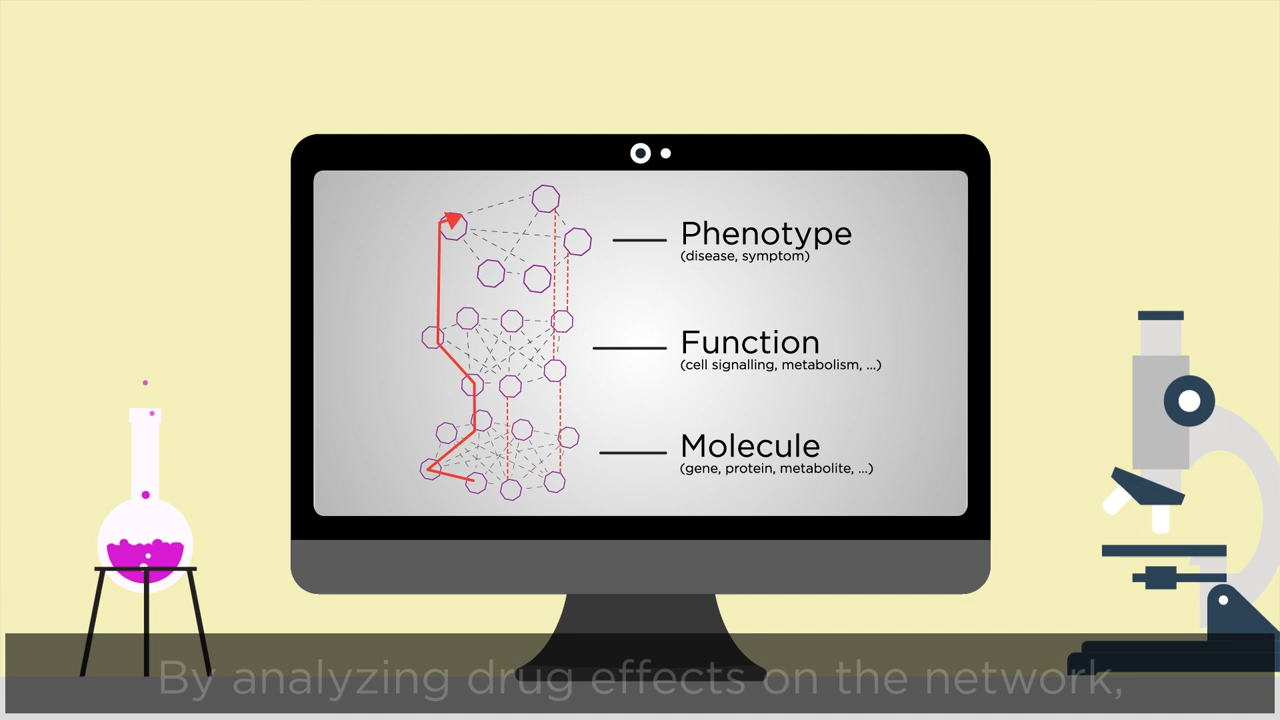 Phenotype
(disease, symptom)
Function
(cell signalling, metabolism, ...)
Molecule
(gene, protein, metabolite, ...)
By analyzing drug effects on the network,